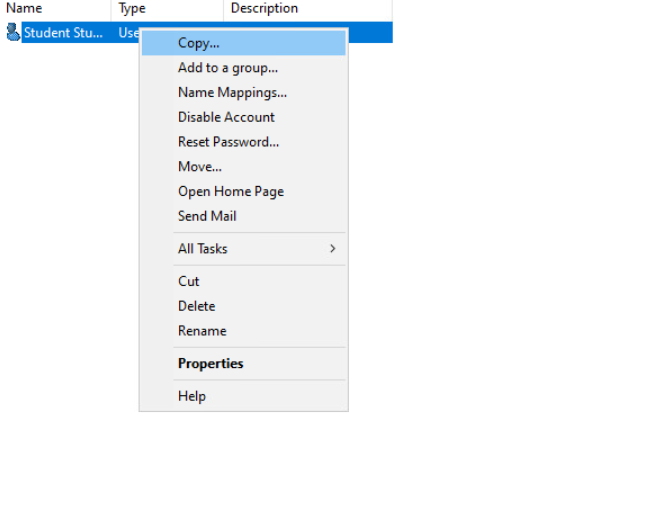 Name Type Description
Student Stu... Use
Copy...
Add to a group...
Name Mappings...
Disable Account
Reset Password...
Move...
Open Home Page
Send Mail
All Tasks
Cut
Delete
Rename
Properties
Help